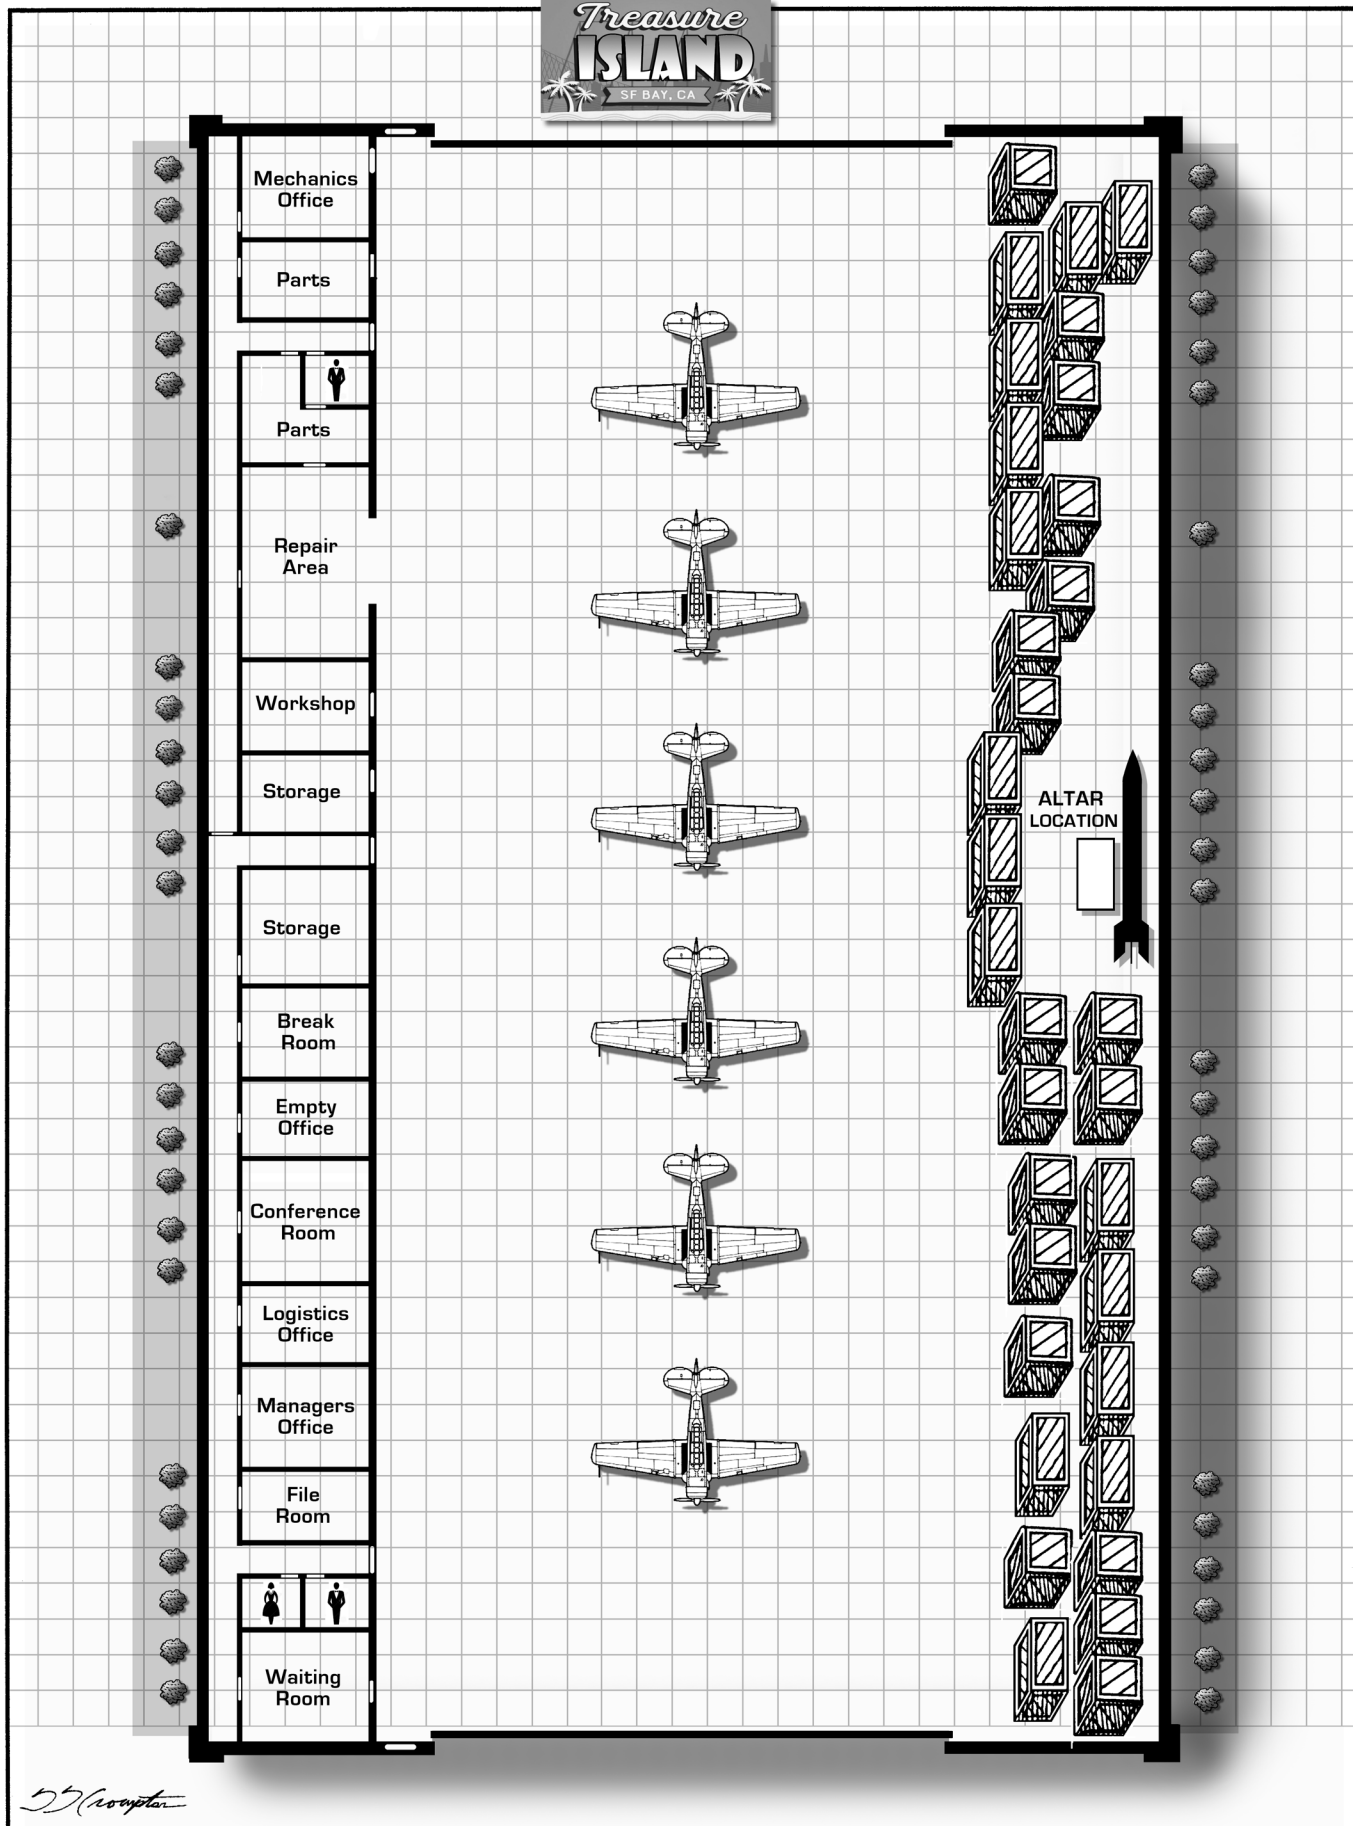 Treasure
ISLAND
SF BAY, CA
Mechanics
Office
Parts
Parts
Repair
Area
Workshop
Storage
ALTAR
LOCATION
Storage
Break
Room
Empty
Office
Conference
Room
Logistics
Office
Managers
Office
File
Room
Waiting
Room